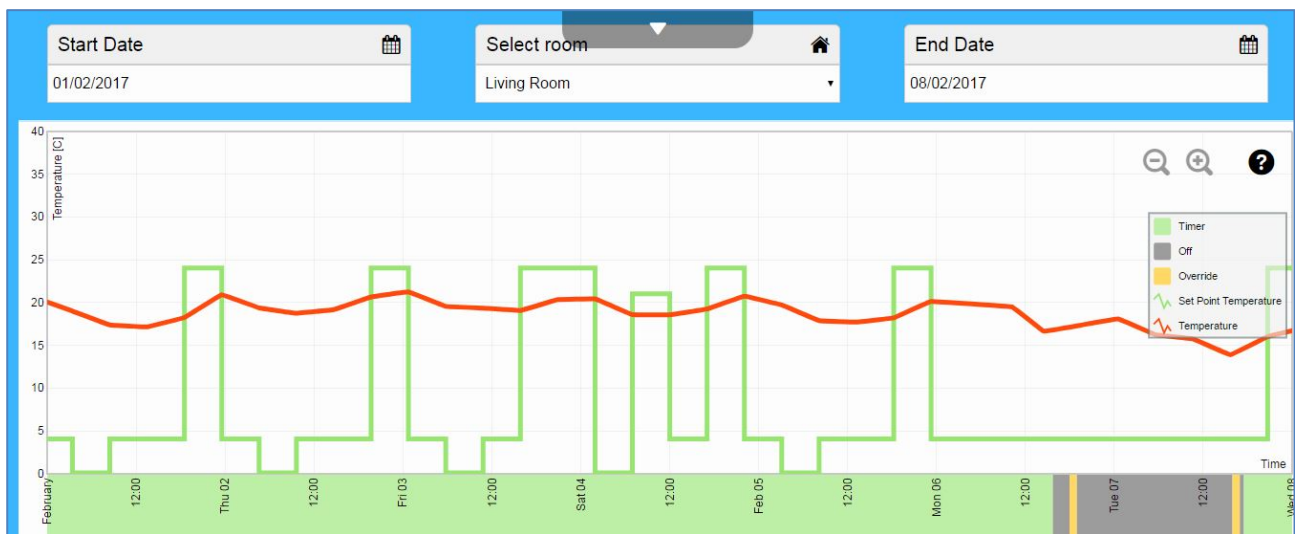 Start Date
Select room
End Date
01/02/2017
Living Room
08/02/2017
40
35
30
25
20
15
10
5
0
Temperature [C]
?
Timer
Off
Override
Set Point Temperature
Temperature
Time
February
12:00
Thu 02
12:00
Fri 03
12:00
Sat 04
12:00
Feb 05
12:00
Mon 06
12:00
Tue 07
12:00
Wed 08